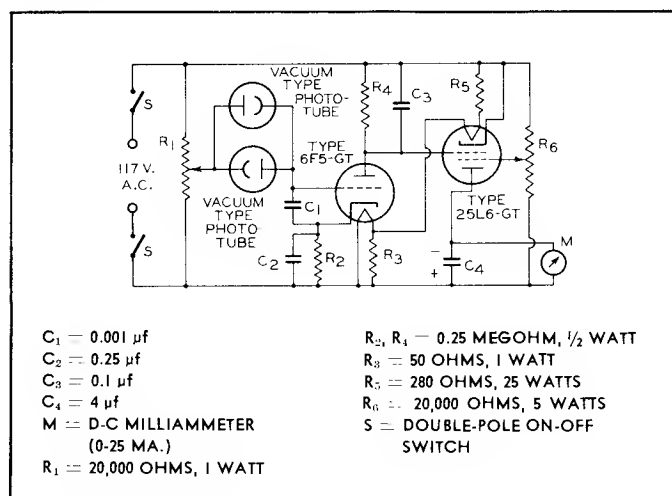 VACUUM
TYPE
PHOTO-
TUBE
R4
C3
R5
S
R1
TYPE
6F5-GT
R6
117 V.
A.C.
C1
TYPE
25L6-GT
VACUUM
TYPE
PHOTO-
TUBE
M
S
C2
R2
R3
−
+
C4
C₁ = 0.001 µf
C₂ = 0.25 µf
C₃ = 0.1 µf
C₄ = 4 µf
M = D-C MILLIAMMETER
(0-25 MA.)
R₁ = 20,000 OHMS, 1 WATT
R₂, R₄ = 0.25 MEGOHM, ½ WATT
R₃ = 50 OHMS, 1 WATT
R₅ = 280 OHMS, 25 WATTS
R₆ = 20,000 OHMS, 5 WATTS
S = DOUBLE-POLE ON-OFF
SWITCH